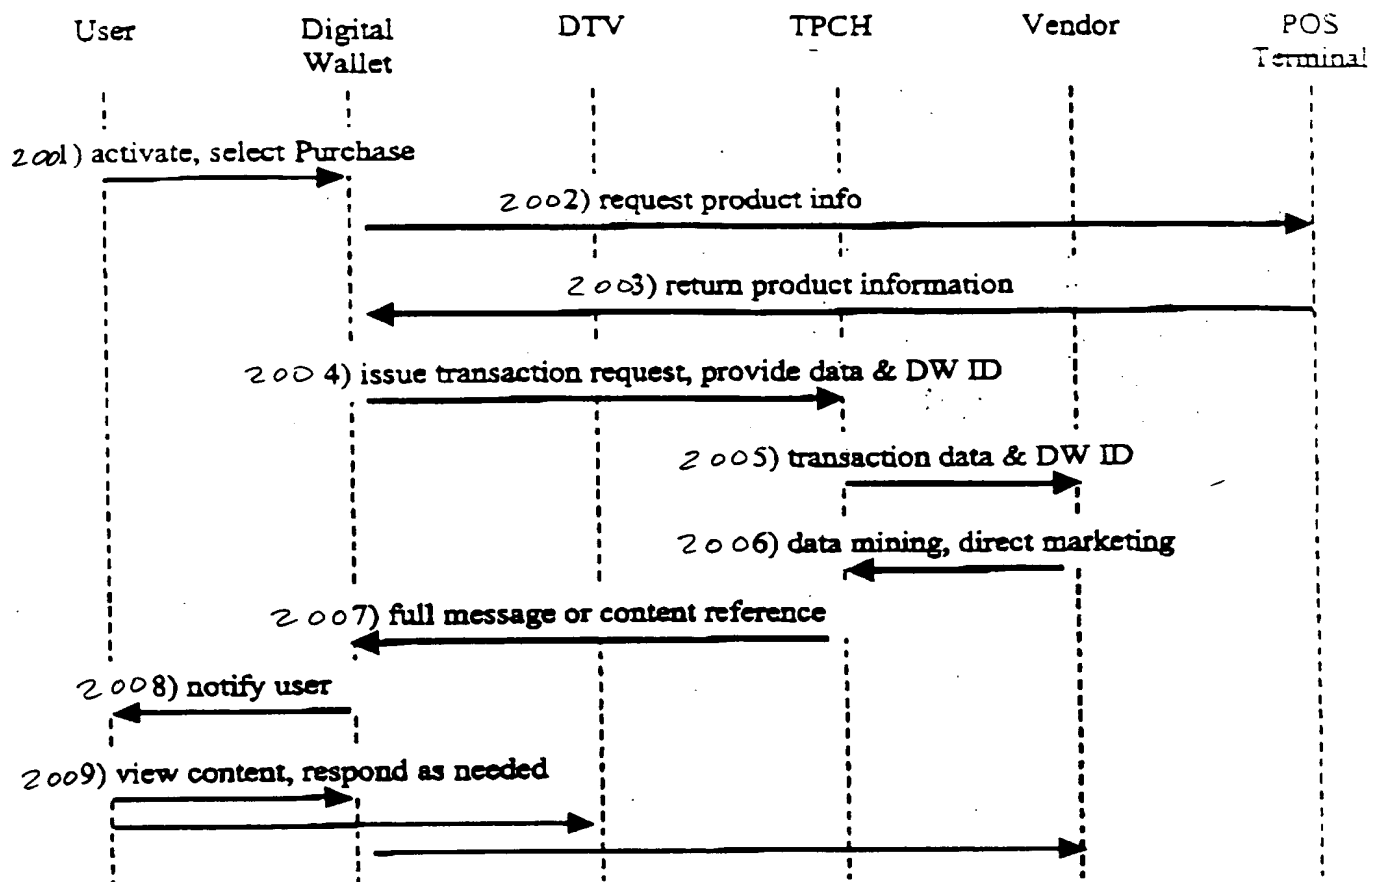 User
Digital
Wallet
DTV
TPCH
Vendor
POS
Terminal
2001) activate, select Purchase
2002) request product info
2003) return product information
2004) issue transaction request, provide data & DW ID
2005) transaction data & DW ID
2006) data mining, direct marketing
2007) full message or content reference
2008) notify user
2009) view content, respond as needed